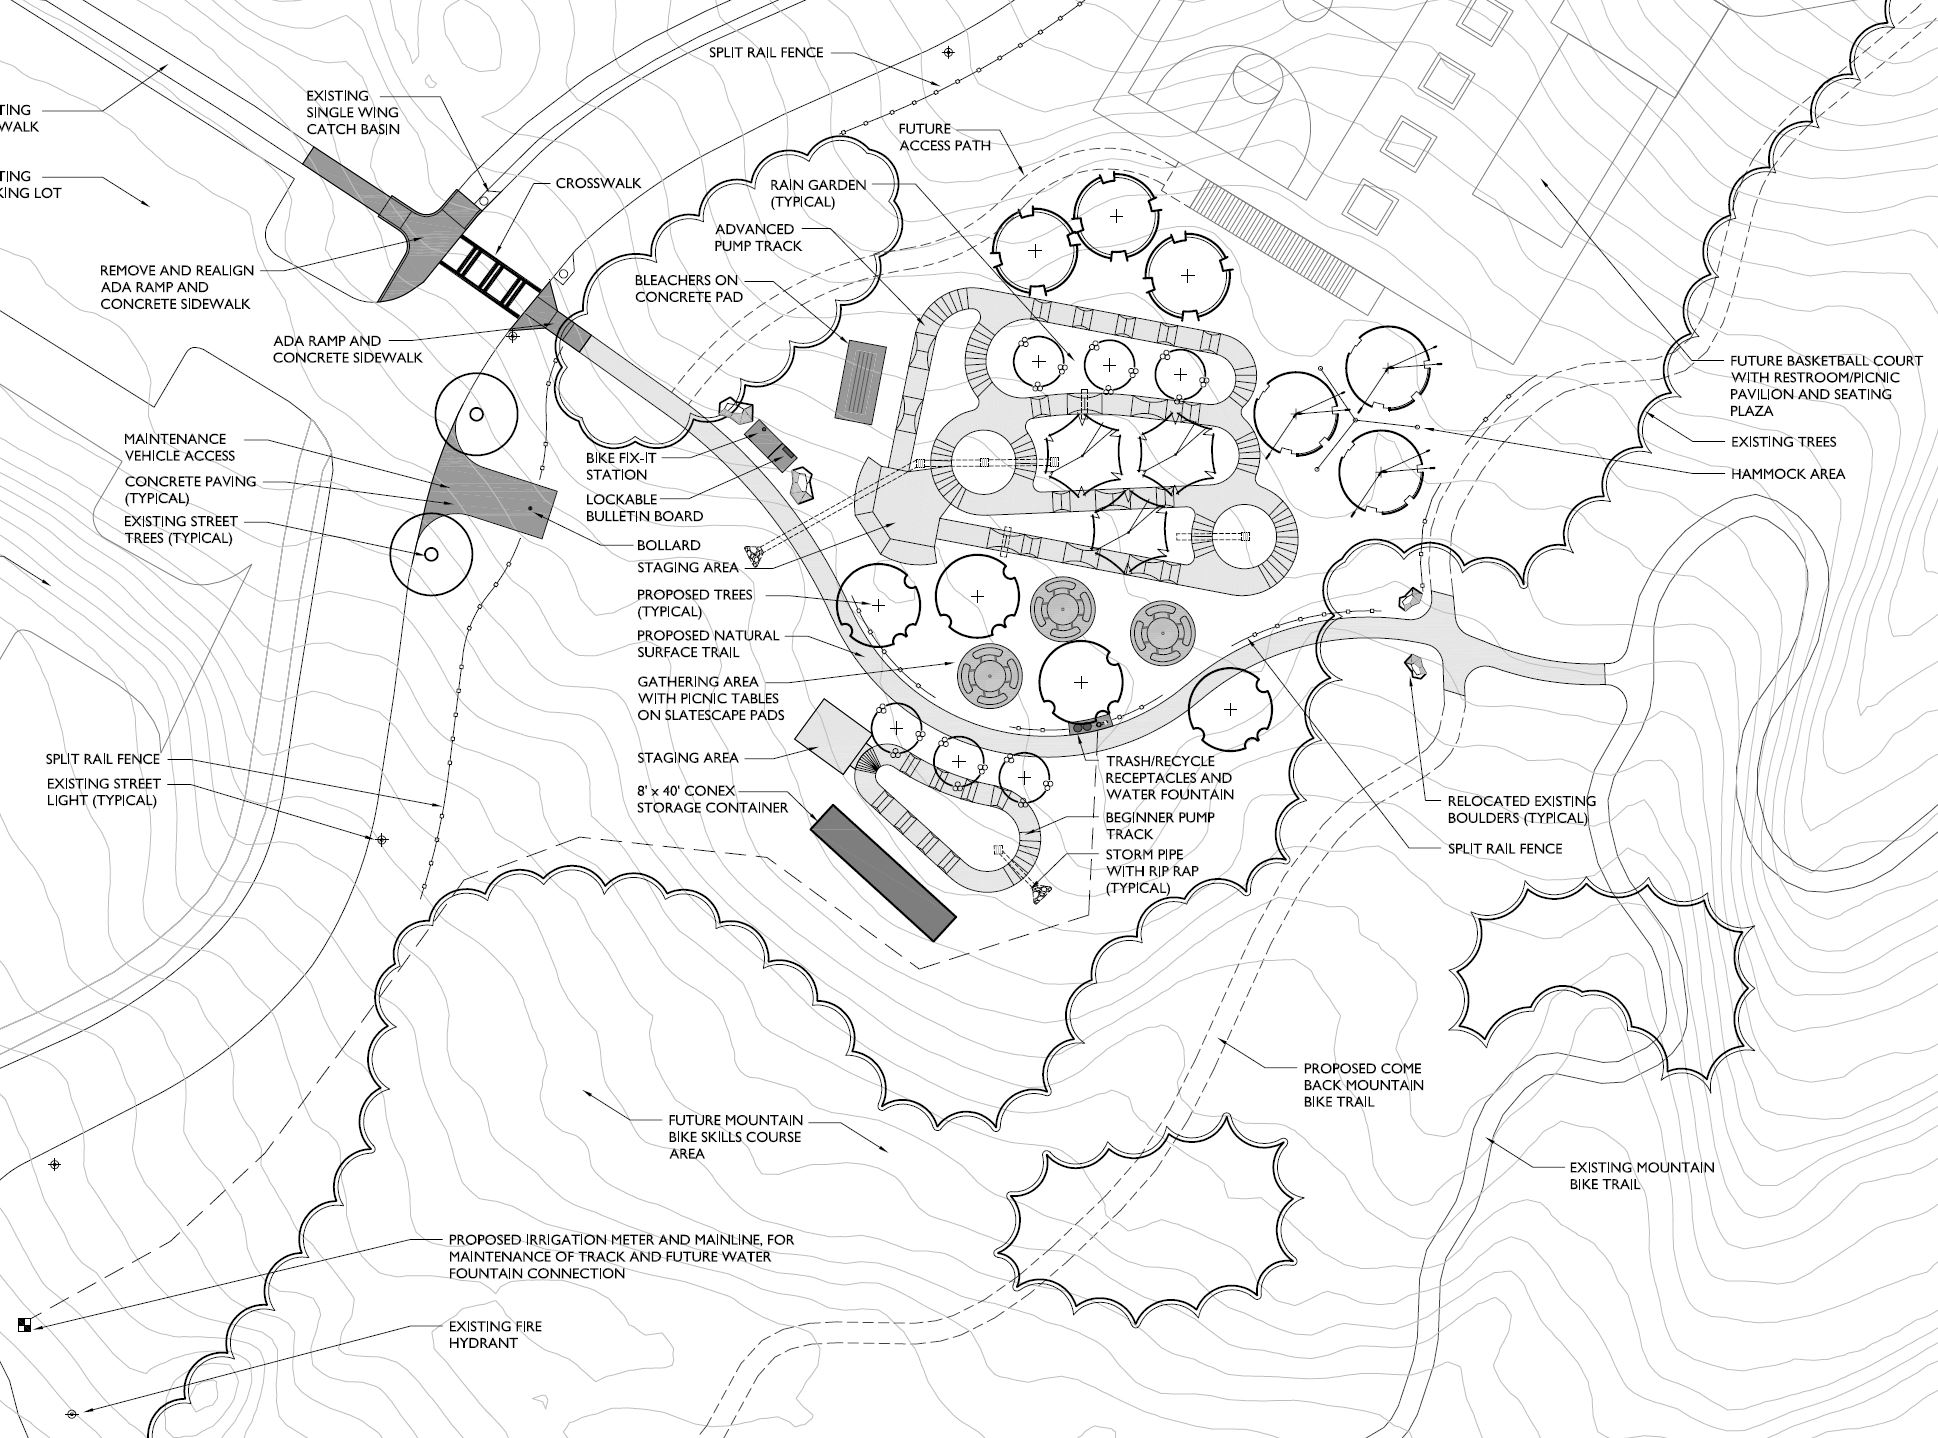 SPLIT RAIL FENCE
EXISTING
SINGLE WING
CATCH BASIN
TING
WALK
FUTURE
ACCESS PATH
TING
KING LOT
CROSSWALK
RAIN GARDEN
(TYPICAL)
ADVANCED
PUMP TRACK
REMOVE AND REALIGN
ADA RAMP AND
CONCRETE SIDEWALK
BLEACHERS ON
CONCRETE PAD
ADA RAMP AND
CONCRETE SIDEWALK
FUTURE BASKETBALL COURT
WITH RESTROOM/PICNIC
PAVILION AND SEATING
PLAZA
EXISTING TREES
HAMMOCK AREA
MAINTENANCE
VEHICLE ACCESS
CONCRETE PAVING
(TYPICAL)
EXISTING STREET
TREES (TYPICAL)
BIKE FIX-IT
STATION
LOCKABLE
BULLETIN BOARD
BOLLARD
STAGING AREA
PROPOSED TREES
(TYPICAL)
PROPOSED NATURAL
SURFACE TRAIL
GATHERING AREA
WITH PICNIC TABLES
ON SLATESCAPE PADS
STAGING AREA
8' x 40' CONEX
STORAGE CONTAINER
SPLIT RAIL FENCE
EXISTING STREET
LIGHT (TYPICAL)
TRASH/RECYCLE
RECEPTACLES AND
WATER FOUNTAIN
BEGINNER PUMP
TRACK
STORM PIPE
WITH RIP RAP
(TYPICAL)
RELOCATED EXISTING
BOULDERS (TYPICAL)
SPLIT RAIL FENCE
PROPOSED COME
BACK MOUNTAIN
BIKE TRAIL
FUTURE MOUNTAIN
BIKE SKILLS COURSE
AREA
EXISTING MOUNTAIN
BIKE TRAIL
PROPOSED IRRIGATION METER AND MAINLINE, FOR
MAINTENANCE OF TRACK AND FUTURE WATER
FOUNTAIN CONNECTION
EXISTING FIRE
HYDRANT